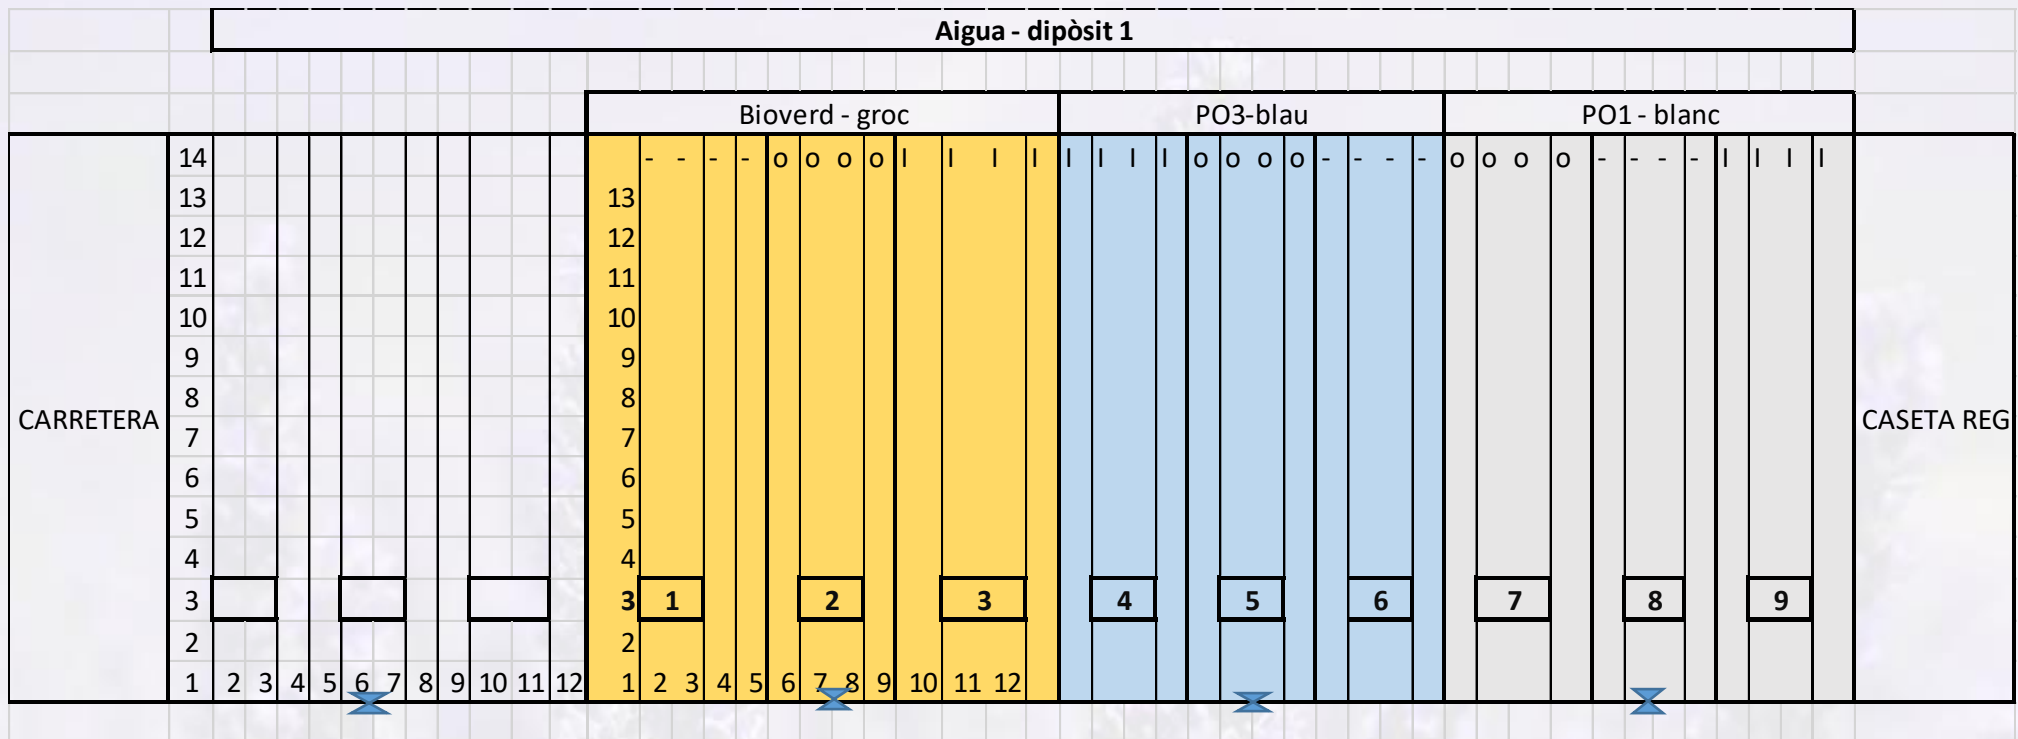 Aigua - dipòsit 1
Bioverd - groc PO3-blau PO1 - blanc
14 - - - - o o o o l l l l l l l l o o o o - - - - o o o o - - - - l l l l
13 13
12 12
11 11
10 10
9 9
8 8
CARRETERA CASETA REG
7 7
6 6
5 5
4 4
3 3 1 2 3 4 5 6 7 8 9
2 2
1 2 3 4 5 6 7 8 9 10 11 12 1 2 3 4 5 6 7 8 9 10 11 12